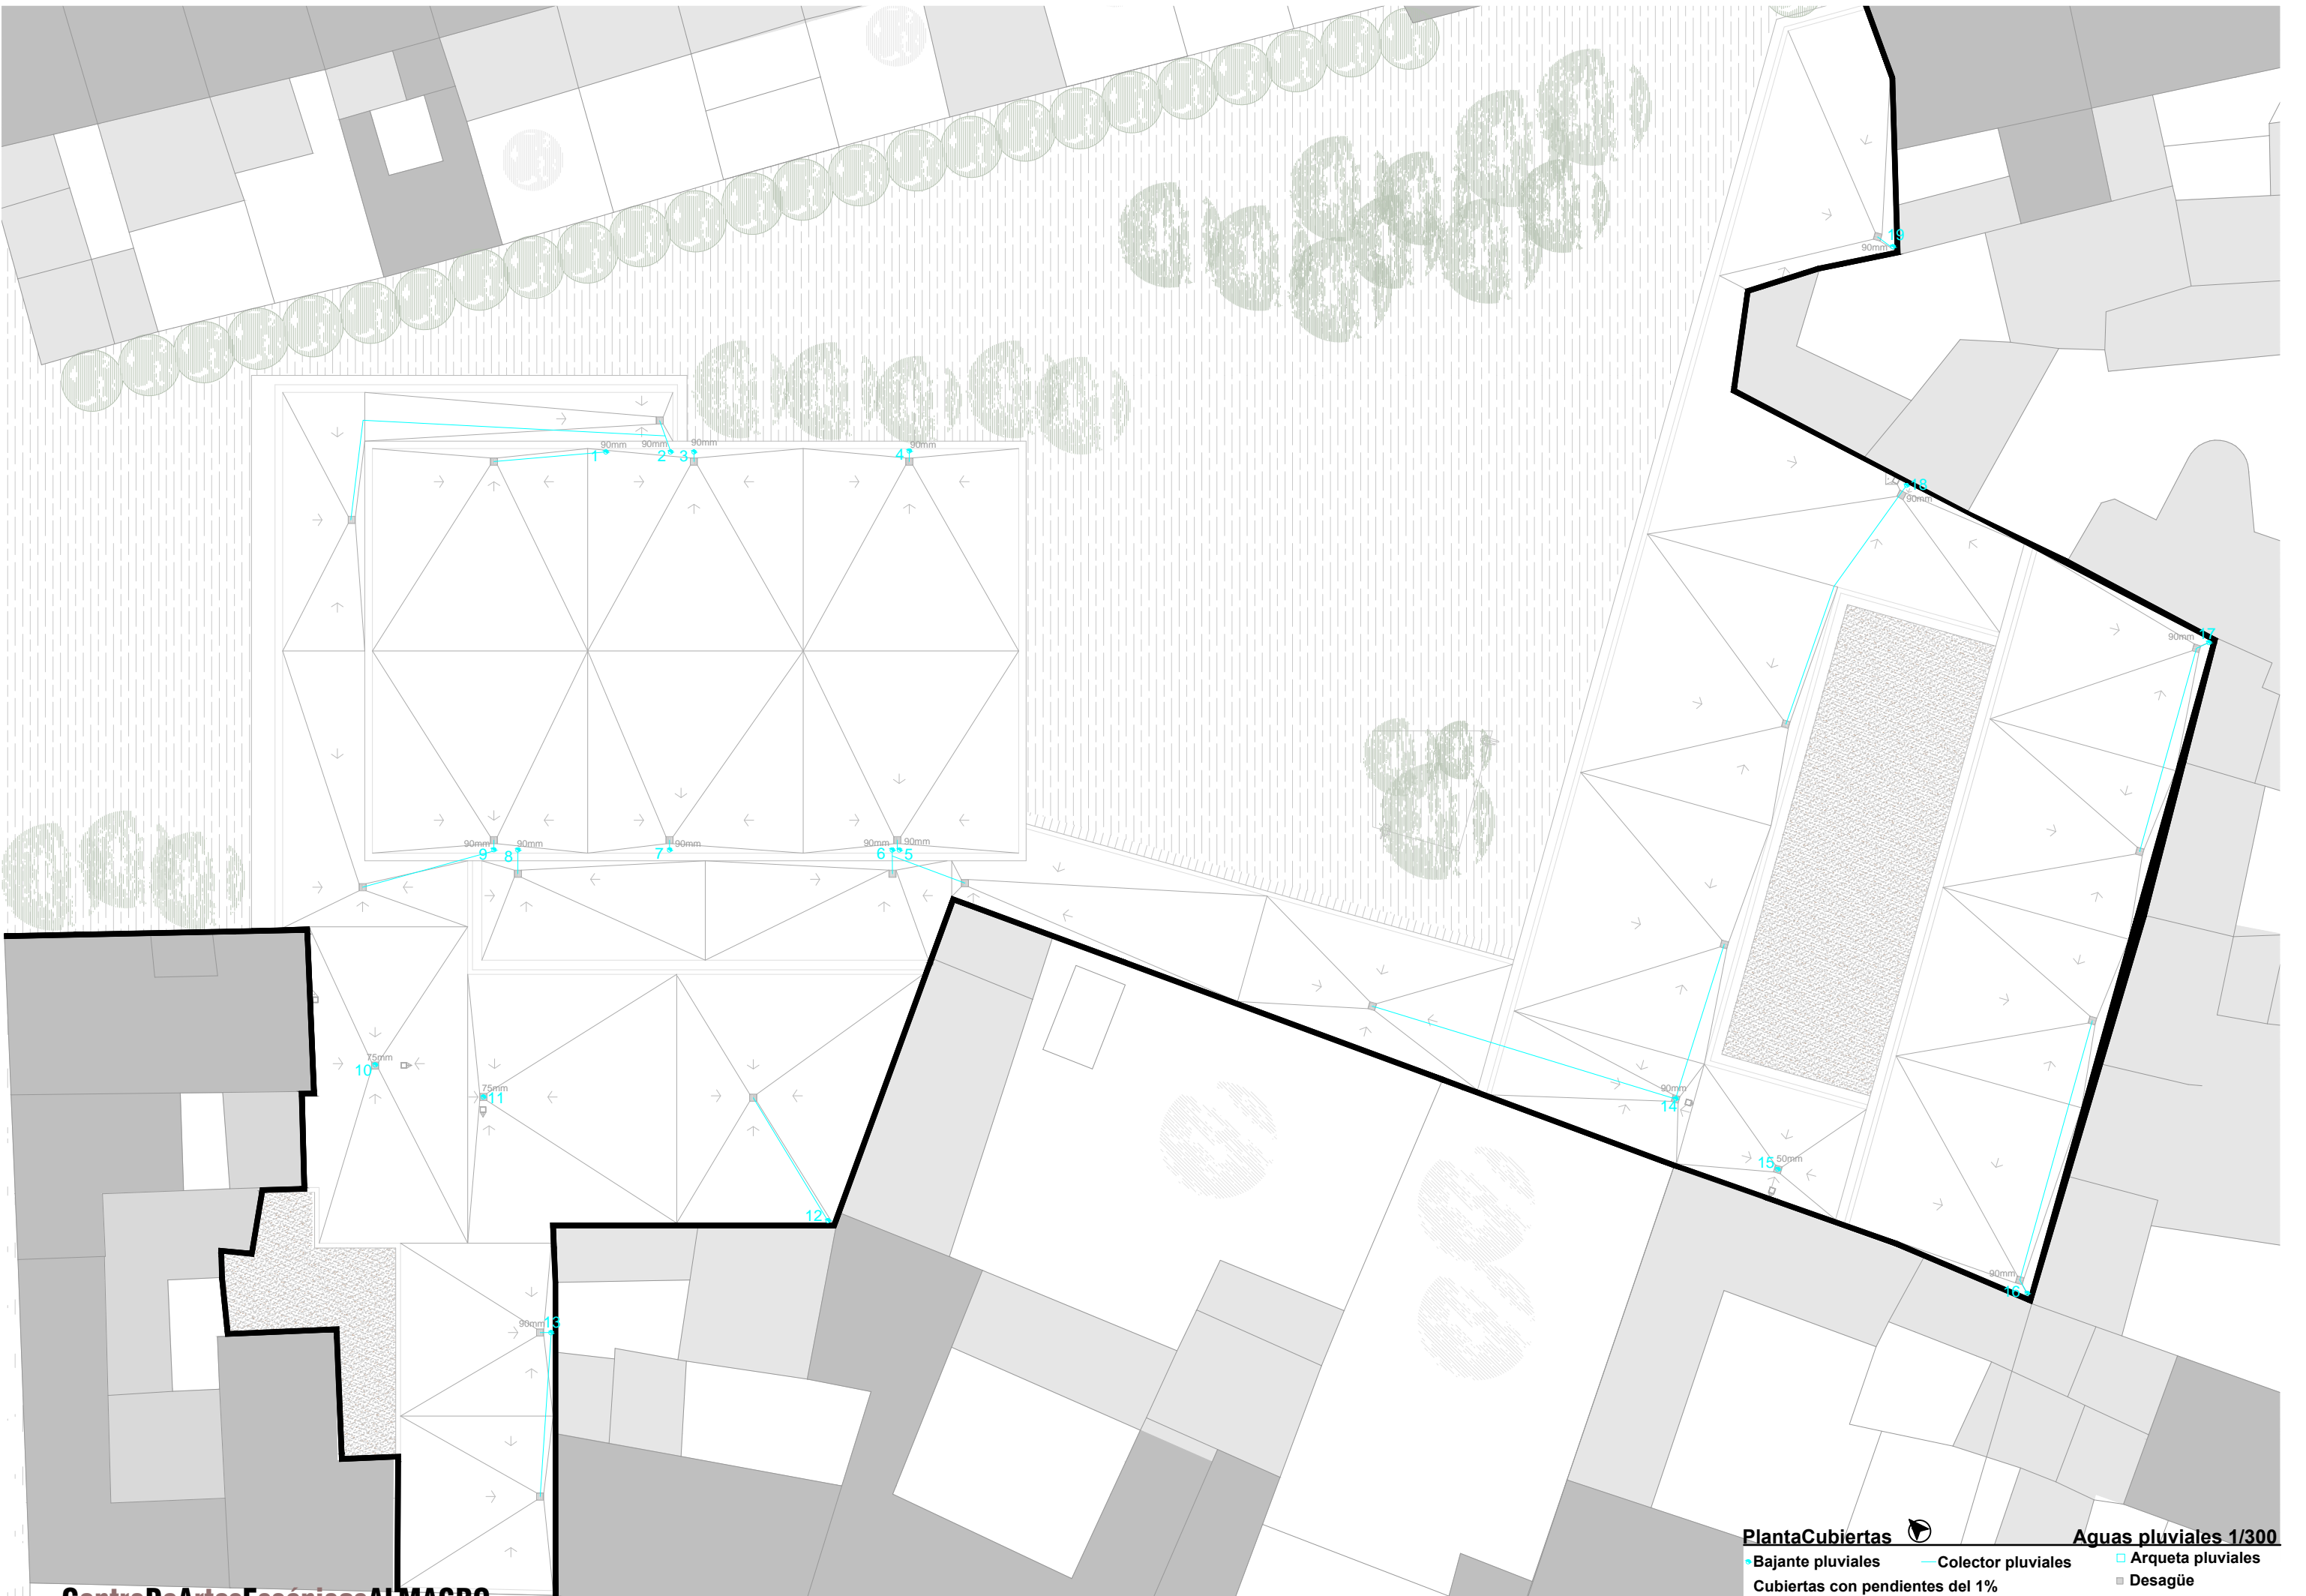 19
90mm
90mm
90mm
90mm
90mm
1
2
3
4
18
90mm
17
90mm
90mm
90mm
90mm
90mm
90mm
9
8
7
6
5
75mm
10
75mm
11
90mm
14
15
50mm
12
90mm
16
90mm
13
PlantaCubiertas
Aguas pluviales 1/300
Bajante pluviales
Colector pluviales
Arqueta pluviales
Cubiertas con pendientes del 1%
Desagüe
CentroDeArtesEscénicasALMAGRO